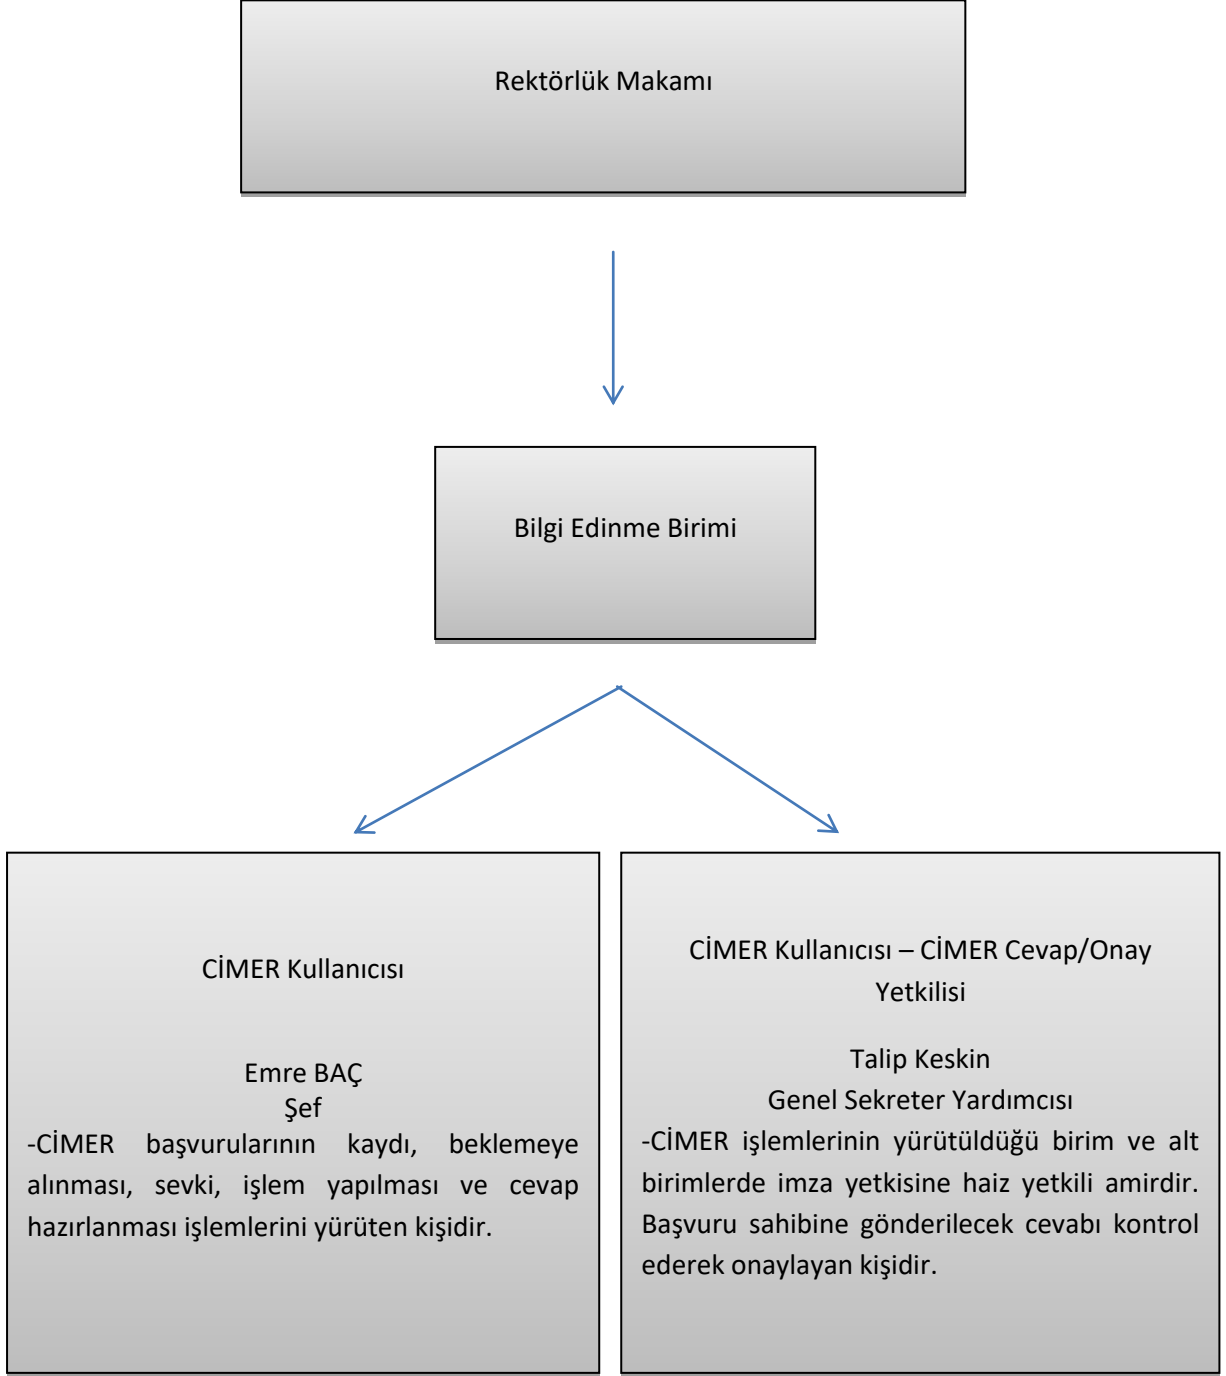 Rektörlük Makamı
Bilgi Edinme Birimi
CİMER Kullanıcısı
Emre BAÇ
Şef
-CİMER başvurularının kaydı, beklemeye
alınması, sevki, işlem yapılması ve cevap
hazırlanması işlemlerini yürüten kişidir.
CİMER Kullanıcısı – CİMER Cevap/Onay
Yetkilisi
Talip Keskin
Genel Sekreter Yardımcısı
-CİMER işlemlerinin yürütüldüğü birim ve alt
birimlerde imza yetkisine haiz yetkili amirdir.
Başvuru sahibine gönderilecek cevabı kontrol
ederek onaylayan kişidir.